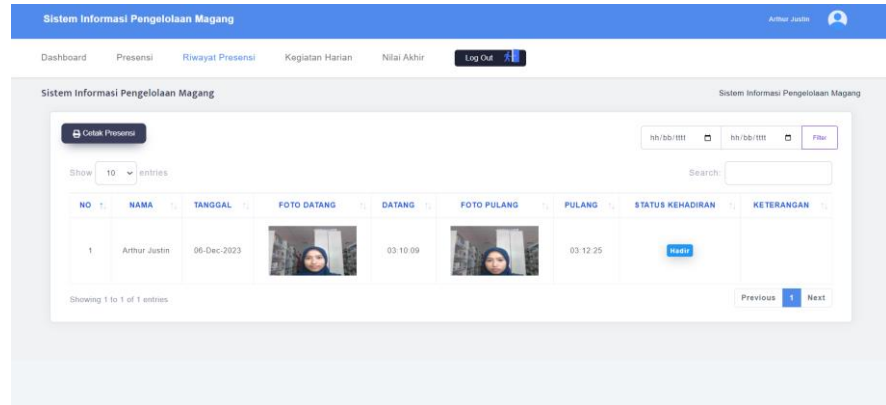 Sistem Informasi Pengelolaan Magang
Arthur Justin
Dashboard Presensi Riwayat Presensi Kegiatan Harian Nilai Akhir Log Out
Sistem Informasi Pengelolaan Magang
Sistem Informasi Pengelolaan Magang
Cetak Presensi
hh/bb/tttt hh/bb/tttt Filter
Show 10 entries
Search:
NO NAMA TANGGAL FOTO DATANG DATANG FOTO PULANG PULANG STATUS KEHADIRAN KETERANGAN
1 Arthur Justin 06-Dec-2023 03:10:09 03:12:25 Hadir
Showing 1 to 1 of 1 entries
Previous 1 Next